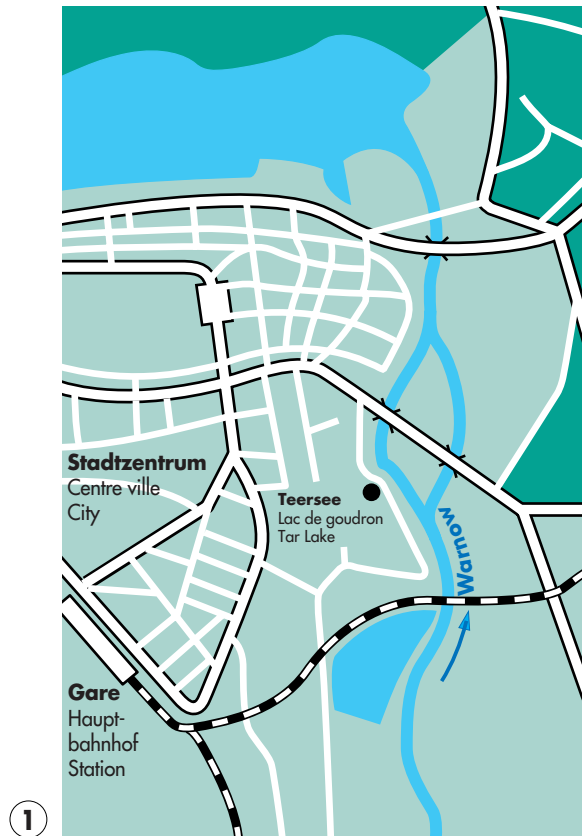 Stadtzentrum
Centre ville
City
Teersee
Lac de goudron
Tar Lake
Warnow
Gare
Haupt-
bahnhof
Station
1